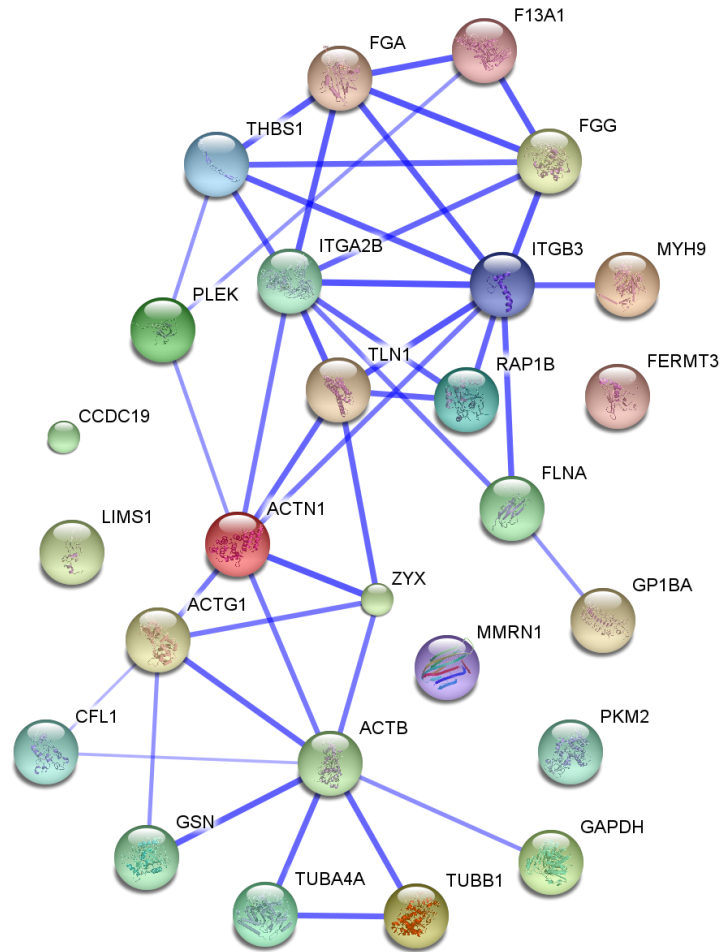 F13A1
FGA
THBS1
FGG
ITGA2B
ITGB3
MYH9
PLEK
TLN1
RAP1B
FERMT3
CCDC19
FLNA
LIMS1
ACTN1
ZYX
GP1BA
ACTG1
MMRN1
CFL1
ACTB
PKM2
GSN
GAPDH
TUBA4A
TUBB1